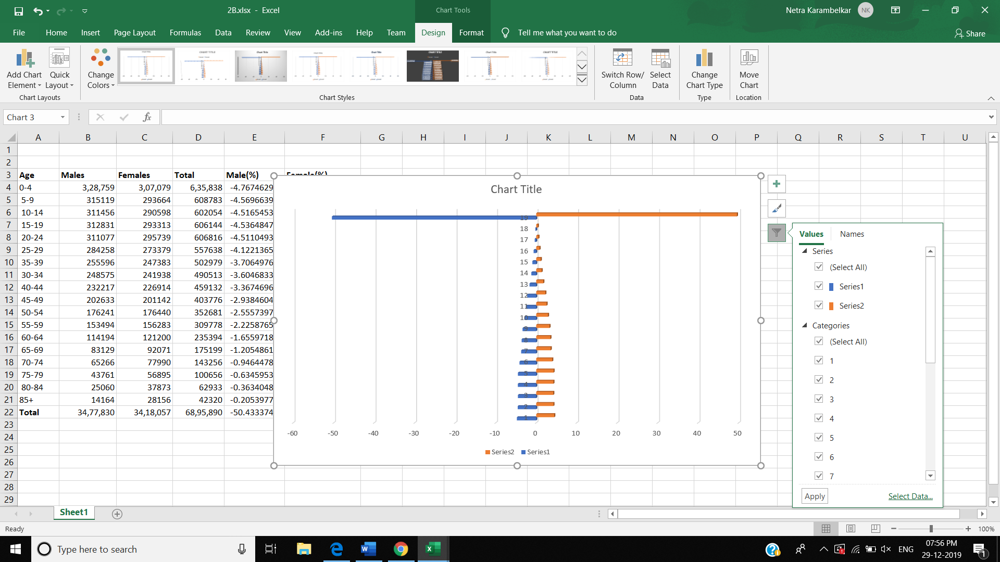 2B.xlsx - Excel
Chart Tools
Netra Karambelkar NK
File Home Insert Page Layout Formulas Data Review View Add-ins Help Team Design Format Tell me what you want to do Share
Add Chart Element
Quick Layout
Change Colors
Switch Row/ Column
Select Data
Change Chart Type
Move Chart
Chart Layouts Chart Styles Data Type Location
Chart 3 fx
A B C D E F G H I J K L M N O P Q R S T U
1
2
3 Age Males Females Total Male(%) Female(%)
4 0-4 3,28,759 3,07,079 6,35,838 -4.7674629
5 5-9 315119 293664 608783 -4.5696639
6 10-14 311456 290598 602054 -4.5165453
7 15-19 312831 293313 606144 -4.5364847
8 20-24 311077 295739 606816 -4.5110493
9 25-29 284258 273379 557638 -4.1221365
10 35-39 255596 247383 502979 -3.7064976
11 30-34 248575 241938 490513 -3.6046833
12 40-44 232217 226914 459132 -3.3674696
13 45-49 202633 201142 403776 -2.9384604
14 50-54 176241 176440 352681 -2.5557397
15 55-59 153494 156283 309778 -2.2258765
16 60-64 114194 121200 235394 -1.6559718
17 65-69 83129 92071 175199 -1.2054861
18 70-74 65266 77990 143256 -0.9464478
19 75-79 43761 56895 100656 -0.6345953
20 80-84 25060 37873 62933 -0.3634048
21 85+ 14164 28156 42320 -0.2053977
22 Total 34,77,830 34,18,057 68,95,890 -50.433374
23
24
25
26
27
28
29
Chart Title
19
18
17
16
15
14
13
12
11
10
9
8
7
6
5
4
3
2
1
-60 -50 -40 -30 -20 -10 0 10 20 30 40 50
Series2 Series1
Values Names
Series
(Select All)
Series1
Series2
Categories
(Select All)
1
2
3
4
5
6
7
Apply Select Data...
Sheet1
Ready 100%
Type here to search
ENG
07:56 PM
29-12-2019
1